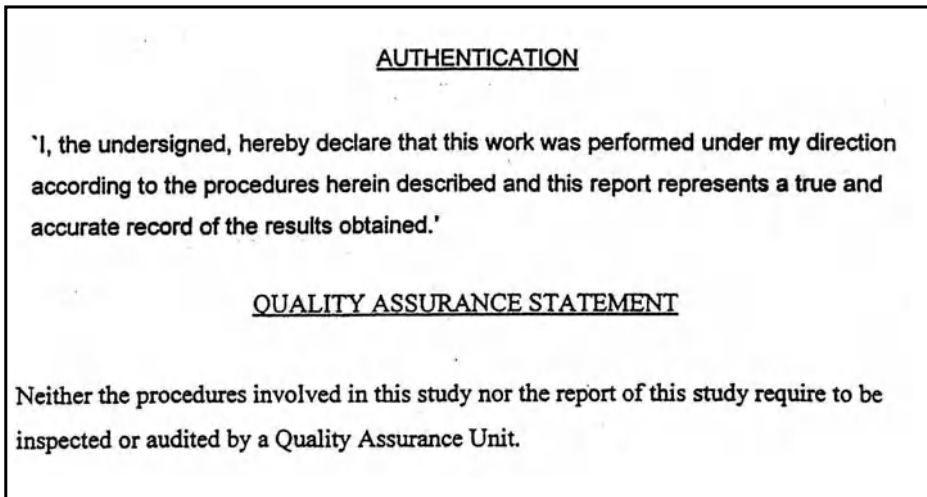 AUTHENTICATION
`I, the undersigned, hereby declare that this work was performed under my direction
according to the procedures herein described and this report represents a true and
accurate record of the results obtained.'
QUALITY ASSURANCE STATEMENT
Neither the procedures involved in this study nor the report of this study require to be
inspected or audited by a Quality Assurance Unit.